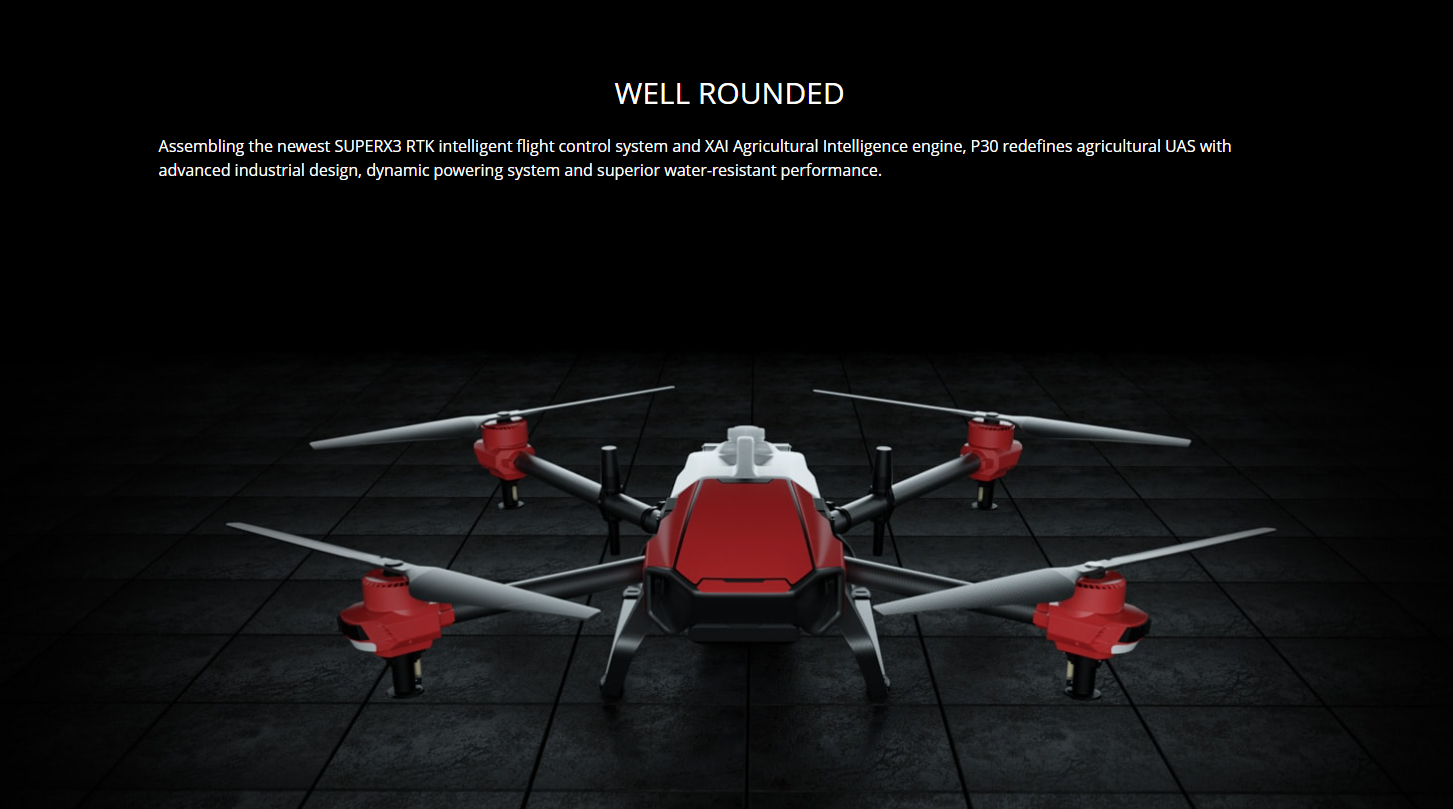 WELL ROUNDED
Assembling the newest SUPERX3 RTK intelligent flight control system and XAI Agricultural Intelligence engine, P30 redefines agricultural UAS with
advanced industrial design, dynamic powering system and superior water-resistant performance.